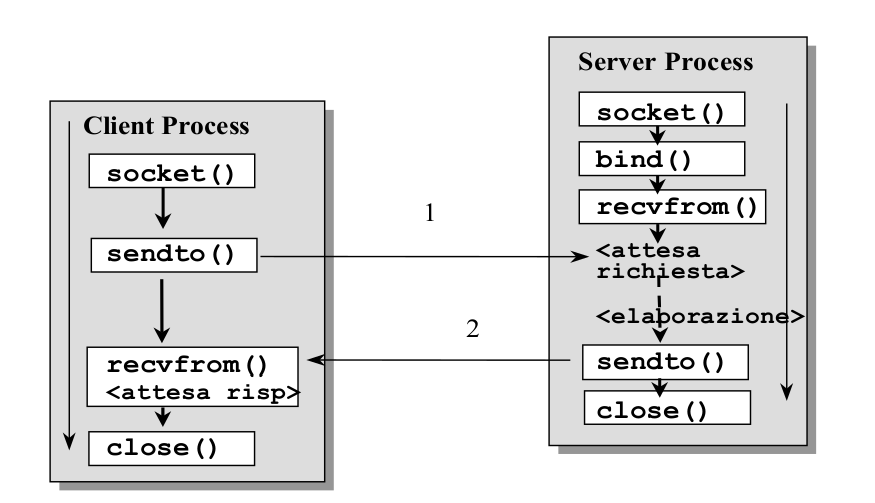 Client Process
socket()
sendto()
recvfrom()
<attesa risp>
close()
1
2
Server Process
socket()
bind()
recvfrom()
<attesa
richiesta>
<elaborazione>
sendto()
close()